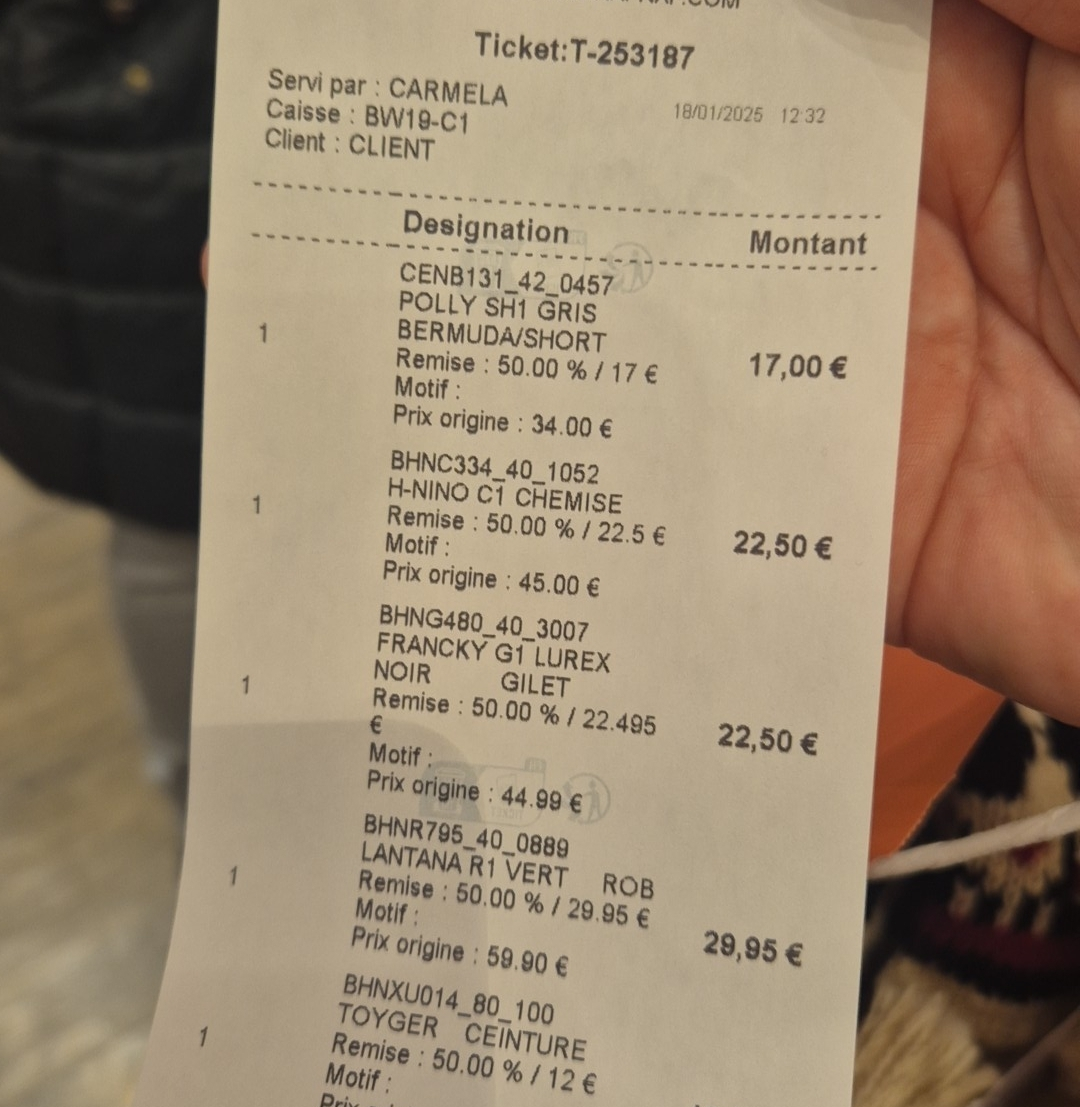 Ticket:T-253187
Servi par : CARMELA
18/01/2025 12:32
Caisse : BW19-C1
Client : CLIENT
Designation Montant
CENB131_42_0457
POLLY SH1 GRIS
1 BERMUDA/SHORT
Remise : 50.00 % / 17 € 17,00 €
Motif :
Prix origine : 34.00 €
BHNC334_40_1052
1 H-NINO C1 CHEMISE
Remise : 50.00 % / 22.5 € 22,50 €
Motif :
Prix origine : 45.00 €
BHNG480_40_3007
FRANCKY G1 LUREX
1 NOIR GILET
Remise : 50.00 % / 22.495 22,50 €
€
Motif :
Prix origine : 44.99 €
BHNR795_40_0889
1 LANTANA R1 VERT ROB
Remise : 50.00 % / 29.95 € 29,95 €
Motif :
Prix origine : 59.90 €
BHNXU014_80_100
1 TOYGER CEINTURE
Remise : 50.00 % / 12 €
Motif :